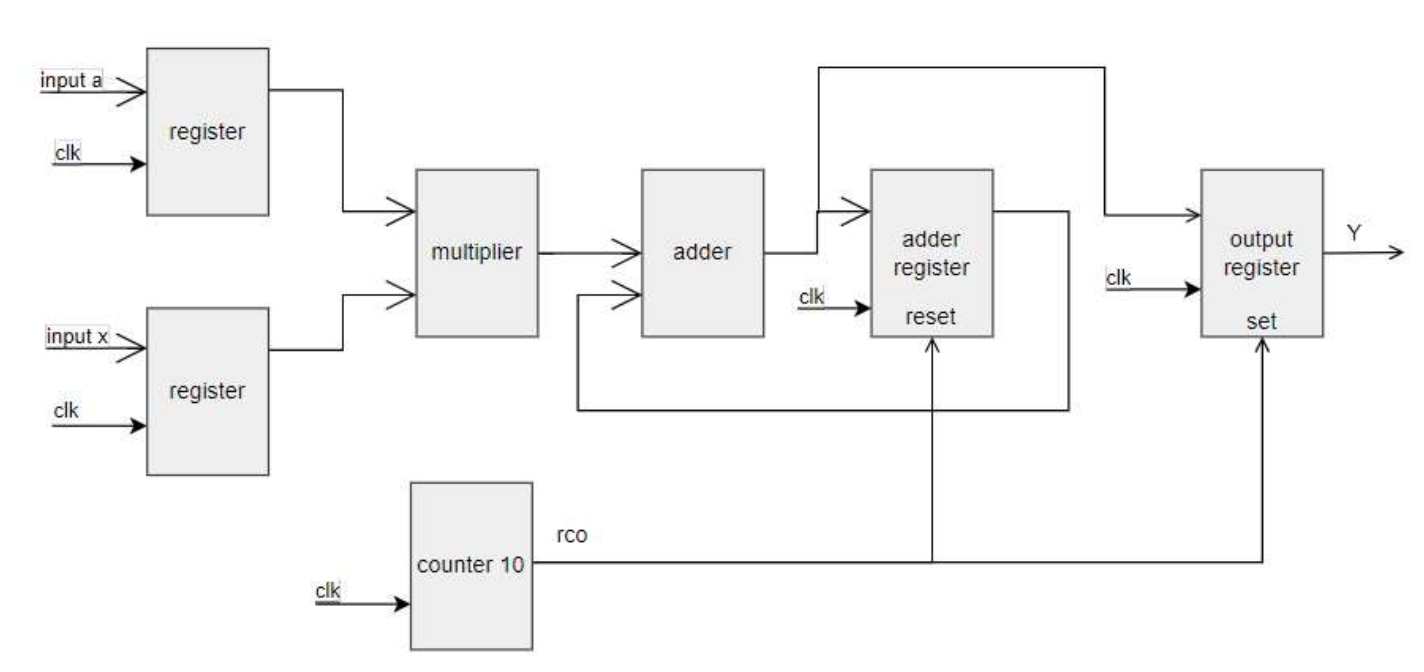 input a
clk
register
input x
clk
register
multiplier
adder
clk
adder
register
reset
clk
output
register
set
Y
clk
counter 10
rco